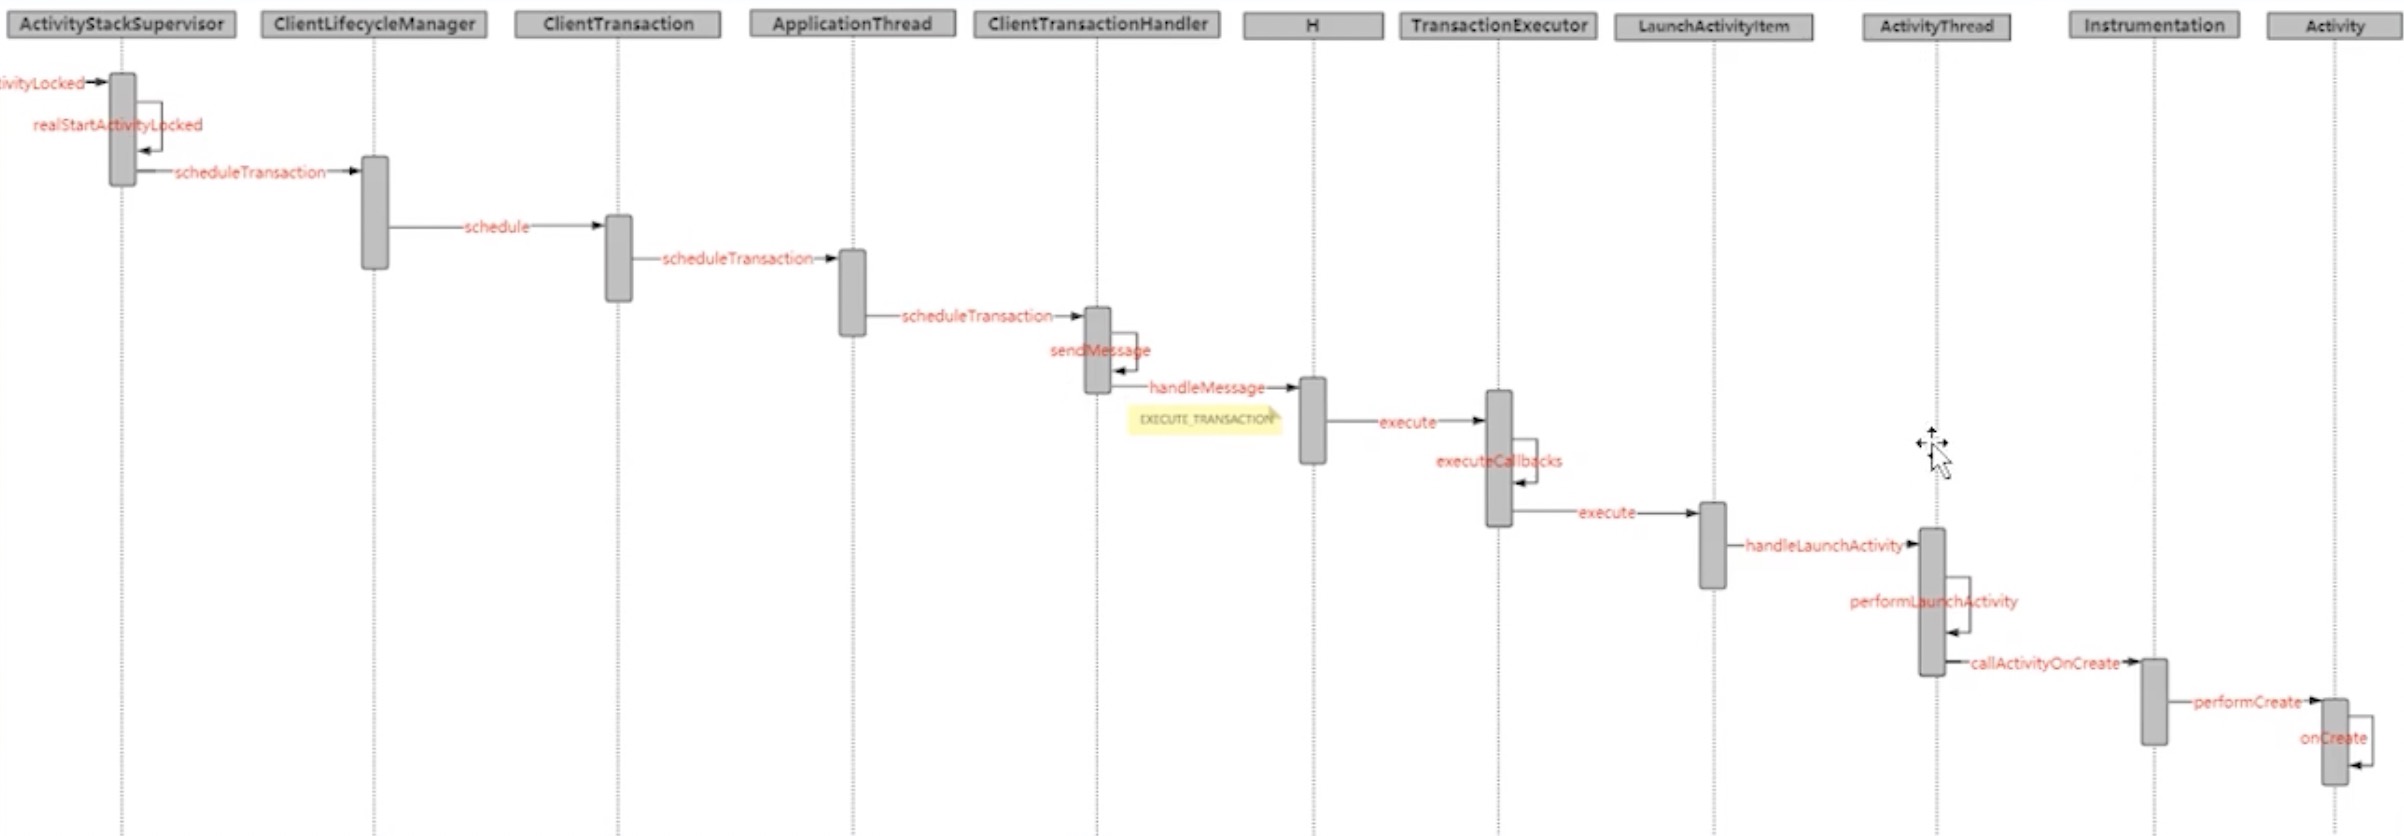 ActivityStackSupervisor ClientLifecycleManager ClientTransaction ApplicationThread ClientTransactionHandler H TransactionExecutor LaunchActivityItem ActivityThread Instrumentation Activity
ivityLocked
realStartActivityLocked
scheduleTransaction
schedule
scheduleTransaction
scheduleTransaction
sendMessage
handleMessage
EXECUTE_TRANSACTION
execute
executeCallbacks
execute
handleLaunchActivity
performLaunchActivity
callActivityOnCreate
performCreate
onCreate